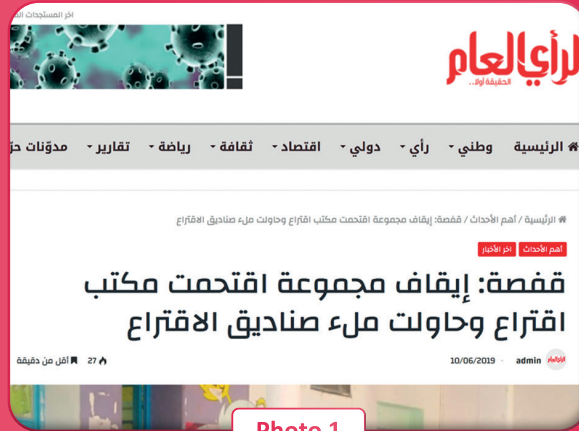 اخر المستجدات
الرأي العام
الحقيقة أولا..
الرئيسية وطني رأي دولي اقتصاد ثقافة رياضة تقارير مدوّنات
الرئيسية / أهم الأحداث / قفصة: إيقاف مجموعة اقتحمت مكتب اقتراع وحاولت ملء صناديق الاقتراع
أهم الأحداث اخر الأخبار
قفصة: إيقاف مجموعة اقتحمت مكتب
اقتراع وحاولت ملء صناديق الاقتراع
admin · 10/06/2019 27 أقل من دقيقة
Photo 1